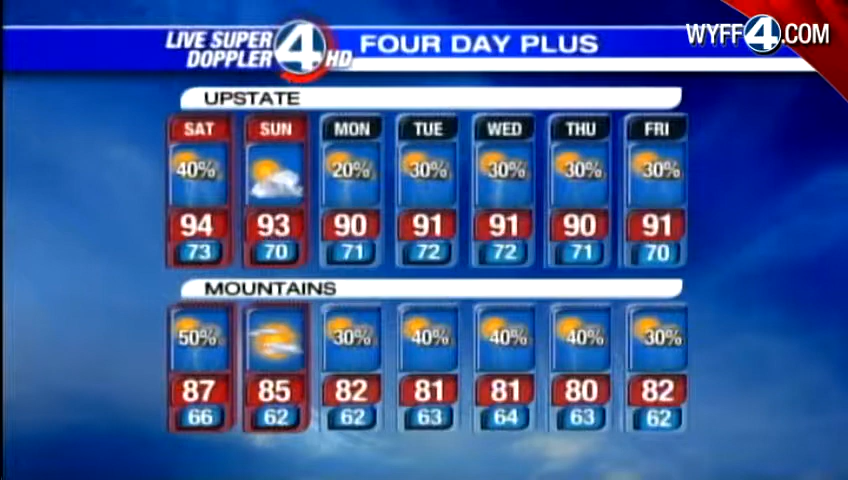 WYFF4.COM
LIVE SUPER DOPPLER 4 HD
FOUR DAY PLUS
UPSTATE
SAT SUN MON TUE WED THU FRI
40% 20% 30% 30% 30% 30%
94 93 90 91 91 90 91
73 70 71 72 72 71 70
MOUNTAINS
50% 30% 40% 40% 40% 30%
87 85 82 81 81 80 82
66 62 62 63 64 63 62